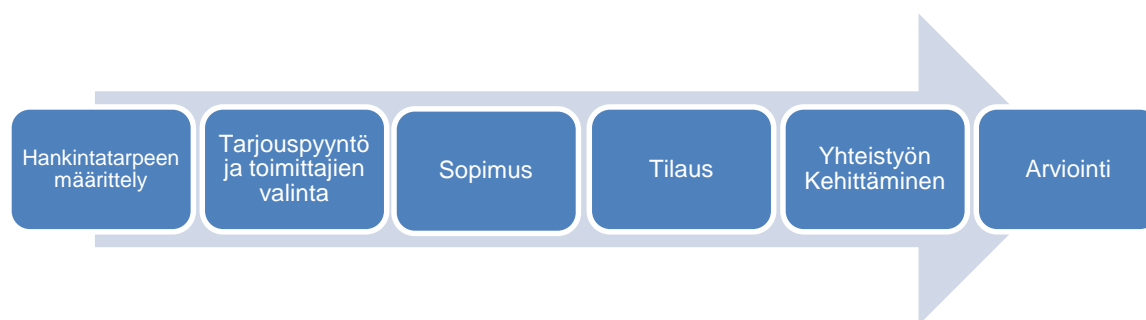 Hankintatarpeen
määrittely
Tarjouspyyntö
ja toimittajien
valinta
Sopimus
Tilaus
Yhteistyön
Kehittäminen
Arviointi